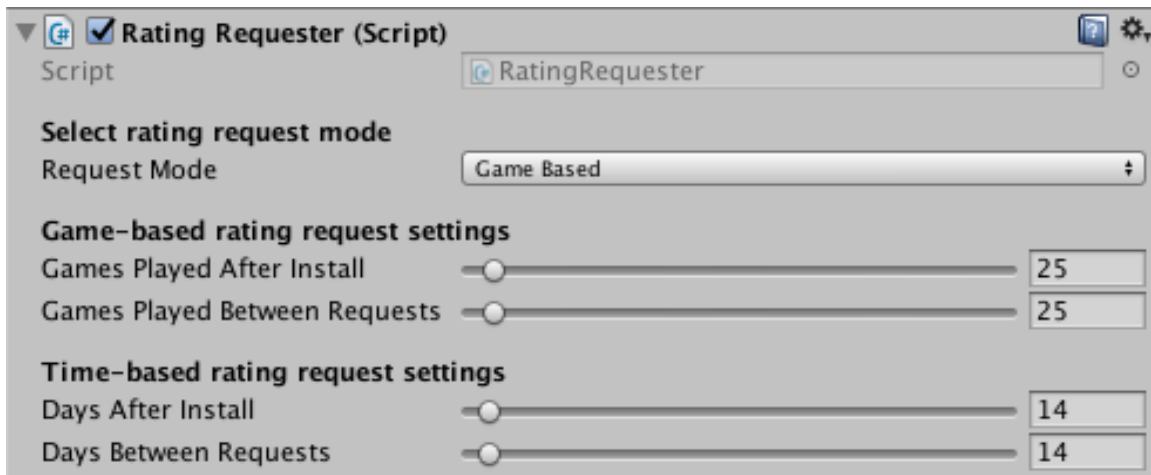 Rating Requester (Script)
Script RatingRequester
Select rating request mode
Request Mode Game Based
Game-based rating request settings
Games Played After Install 25
Games Played Between Requests 25
Time-based rating request settings
Days After Install 14
Days Between Requests 14